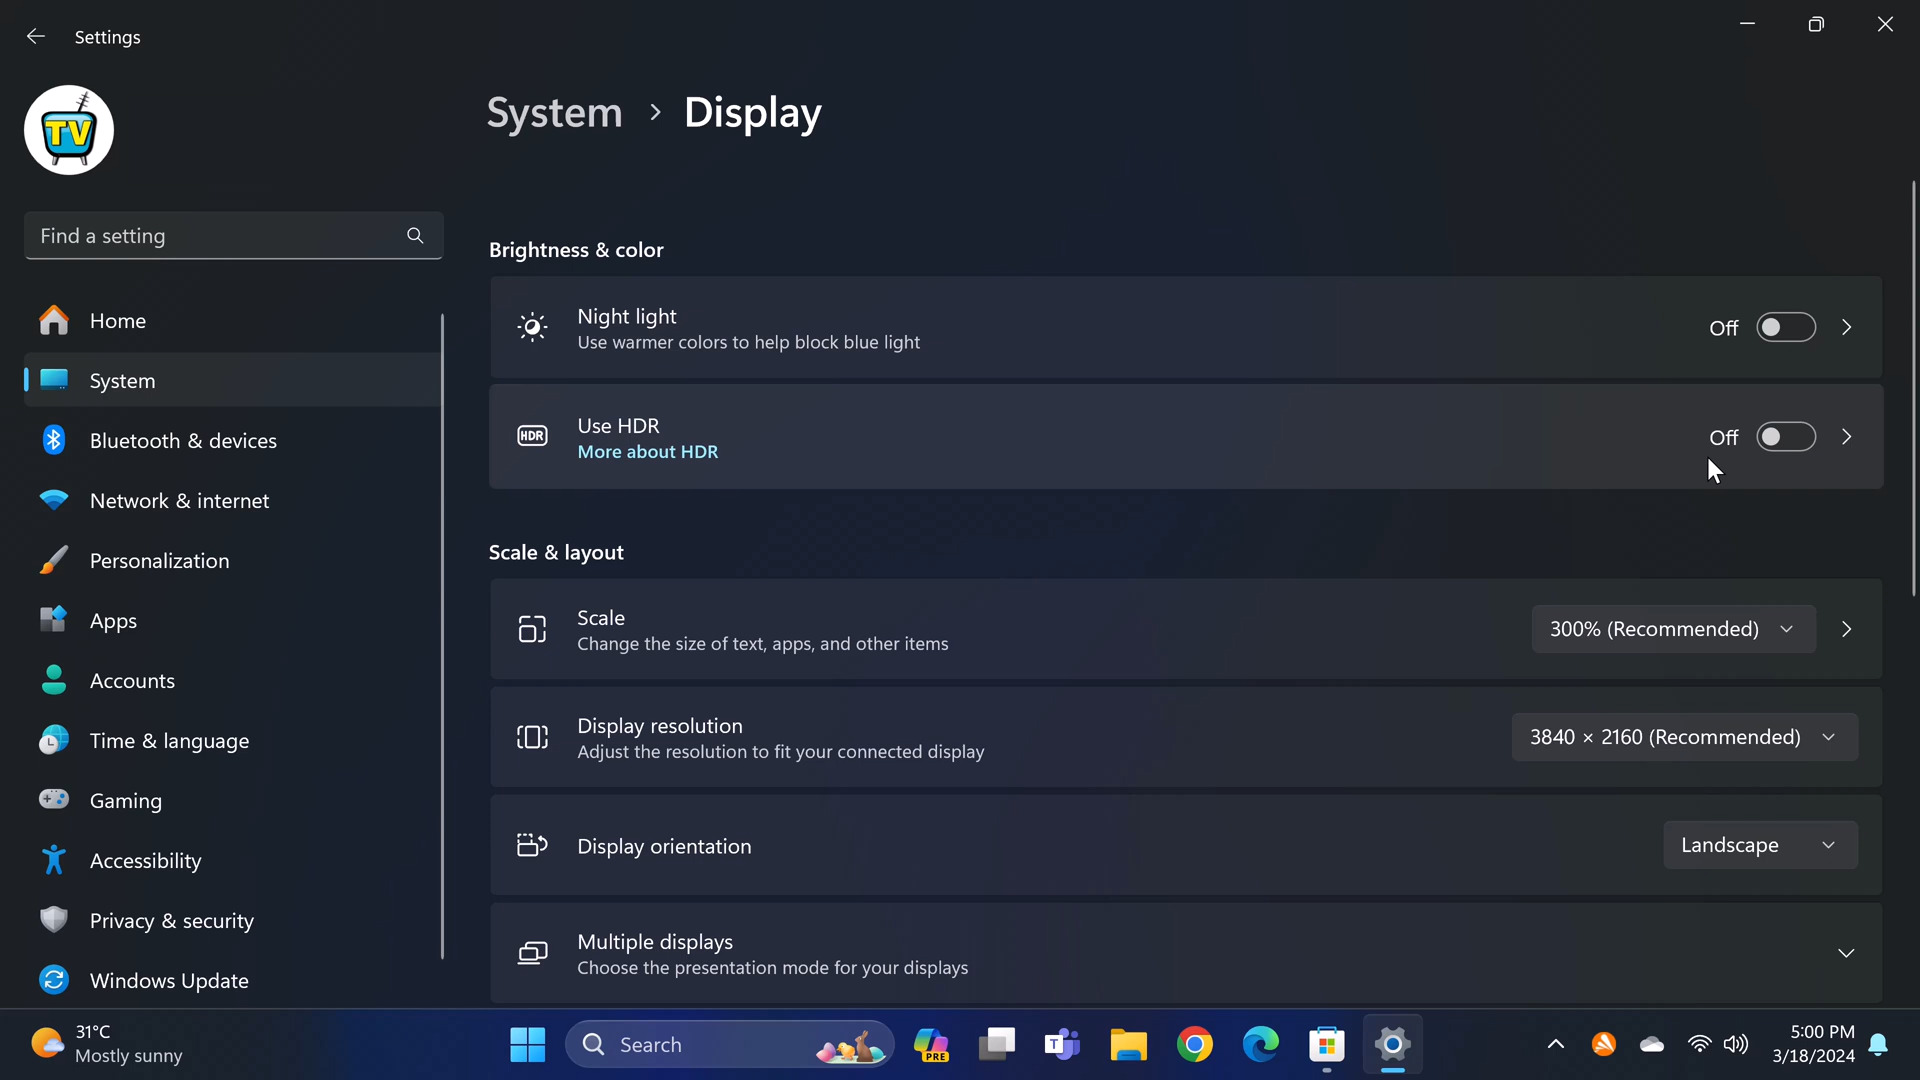 Settings
TV
Find a setting
Home
System
Bluetooth & devices
Network & internet
Personalization
Apps
Accounts
Time & language
Gaming
Accessibility
Privacy & security
Windows Update
System > Display
Brightness & color
Night light
Use warmer colors to help block blue light
Off
HDR
Use HDR
More about HDR
Off
Scale & layout
Scale
Change the size of text, apps, and other items
300% (Recommended)
Display resolution
Adjust the resolution to fit your connected display
3840 × 2160 (Recommended)
Display orientation
Landscape
Multiple displays
Choose the presentation mode for your displays
31°C
Mostly sunny
Search
PRE
T
5:00 PM
3/18/2024